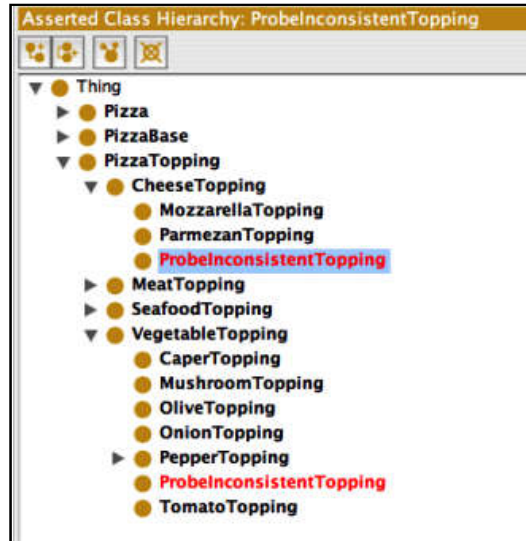 Asserted Class Hierarchy: ProbeInconsistentTopping
Thing
Pizza
PizzaBase
PizzaTopping
CheeseTopping
MozzarellaTopping
ParmezanTopping
ProbeInconsistentTopping
MeatTopping
SeafoodTopping
VegetableTopping
CaperTopping
MushroomTopping
OliveTopping
OnionTopping
PepperTopping
ProbeInconsistentTopping
TomatoTopping